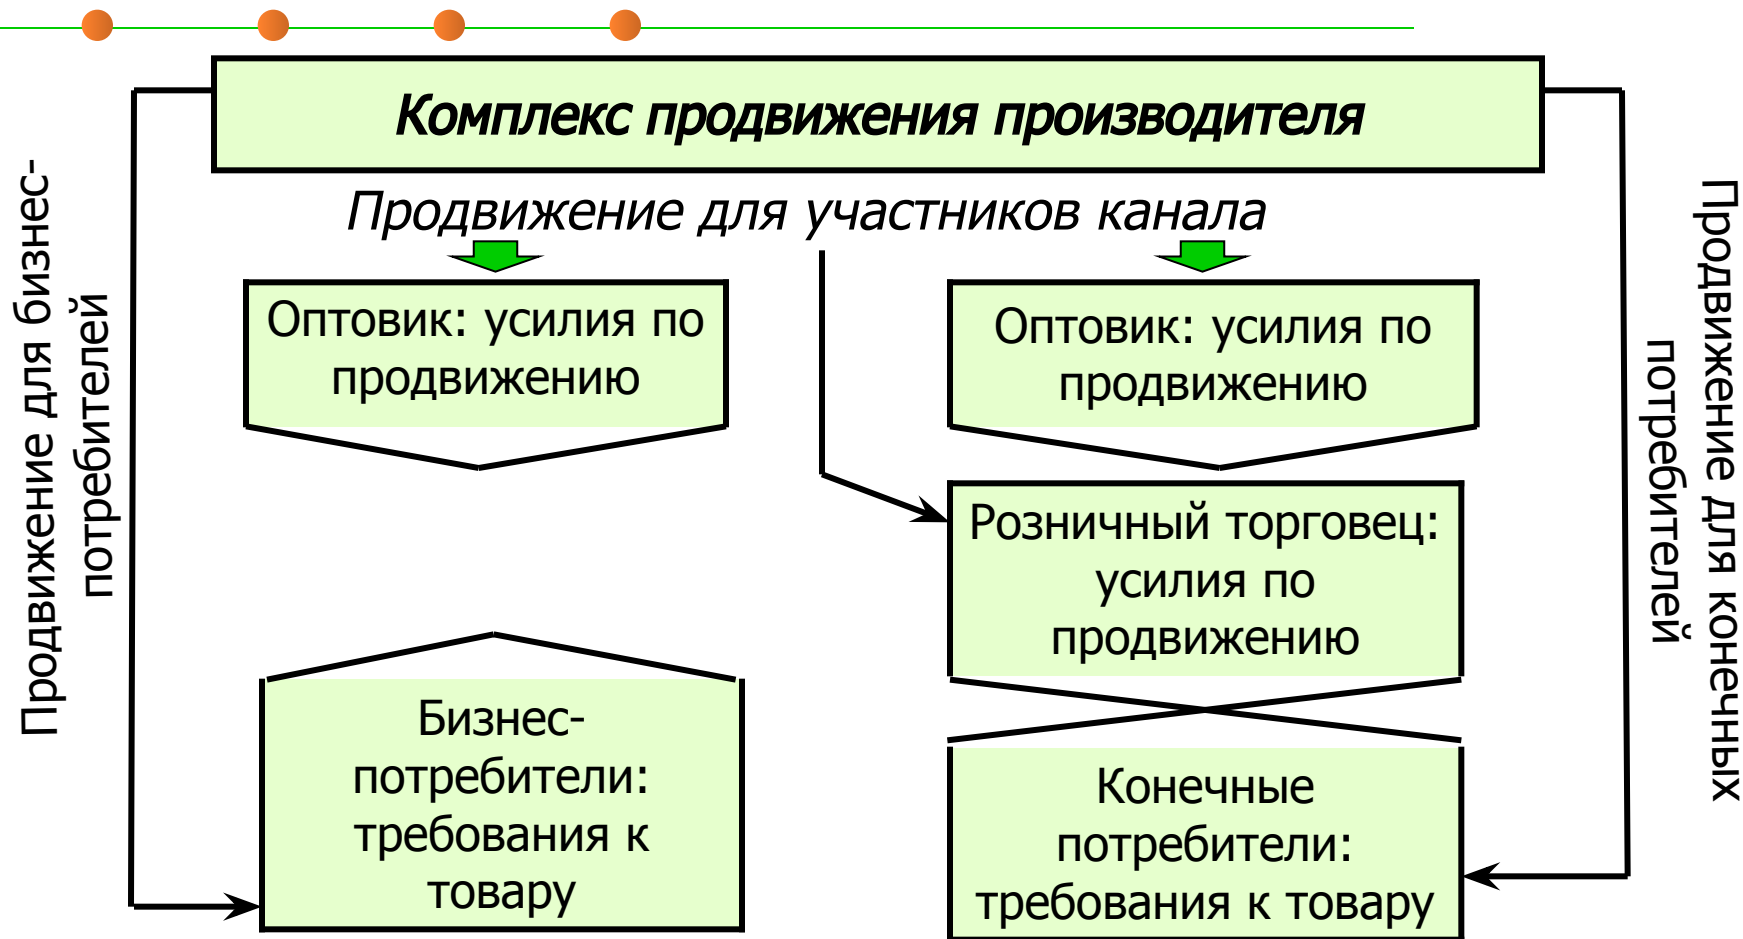 Комплекс продвижения производителя
Продвижение для участников канала
Продвижение для бизнес-
потребителей
Оптовик: усилия по
продвижению
Оптовик: усилия по
продвижению
Розничный торговец:
усилия по
продвижению
Бизнес-
потребители:
требования к
товару
Конечные
потребители:
требования к товару
Продвижение для конечных
потребителей